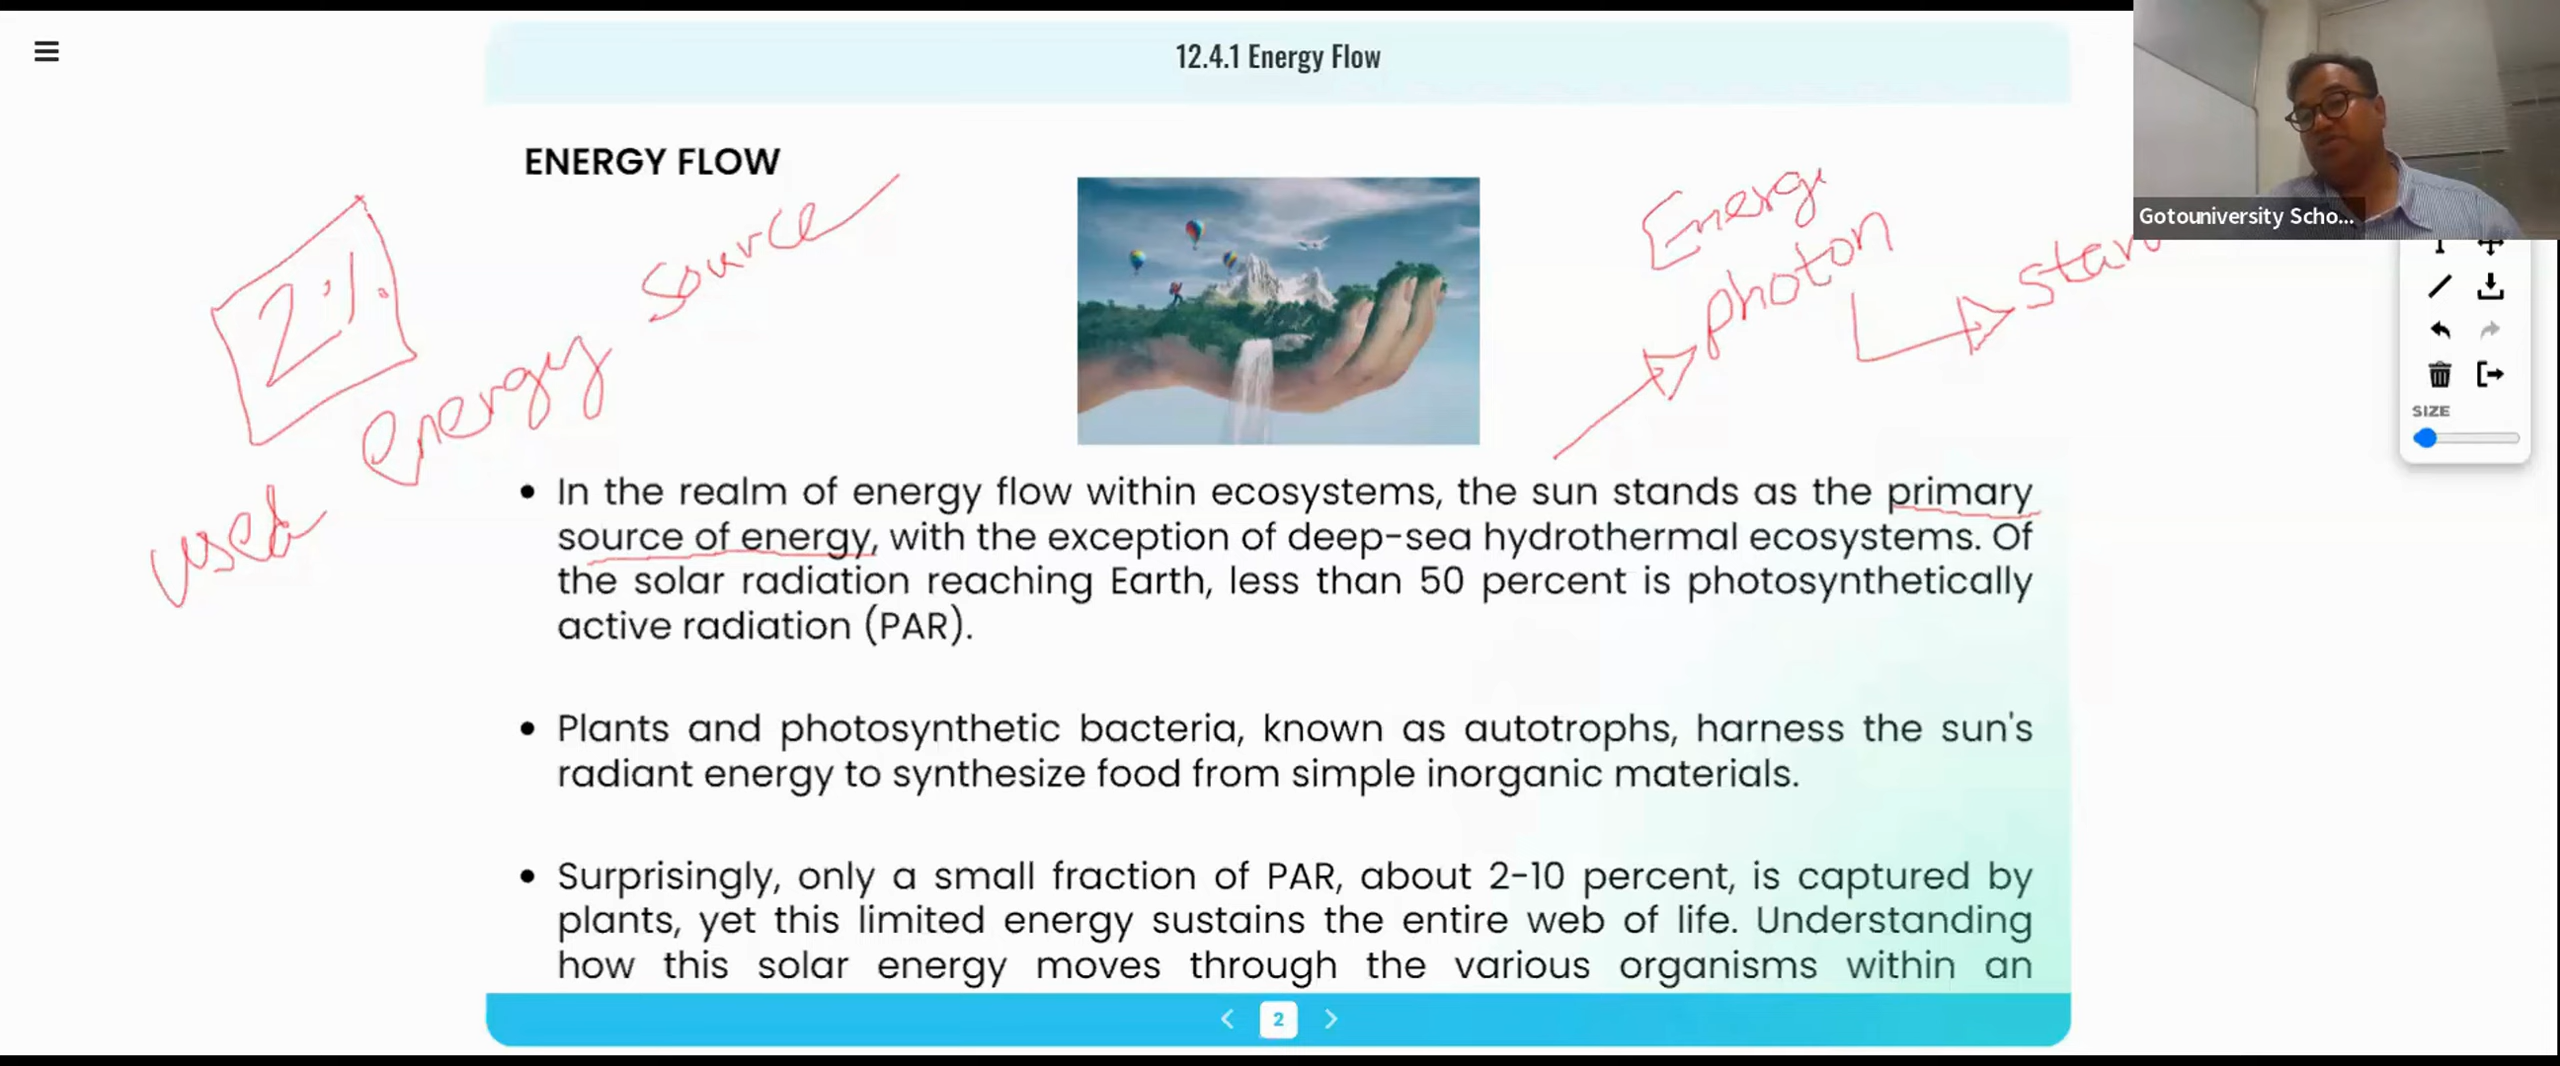 12.4.1 Energy Flow
Gotouniversity Scho...
ENERGY FLOW
2%
used energy source
Energy
photon
SIZE
• In the realm of energy flow within ecosystems, the sun stands as the primary
source of energy, with the exception of deep-sea hydrothermal ecosystems. Of
the solar radiation reaching Earth, less than 50 percent is photosynthetically
active radiation (PAR).
• Plants and photosynthetic bacteria, known as autotrophs, harness the sun's
radiant energy to synthesize food from simple inorganic materials.
• Surprisingly, only a small fraction of PAR, about 2-10 percent, is captured by
plants, yet this limited energy sustains the entire web of life. Understanding
how this solar energy moves through the various organisms within an
2